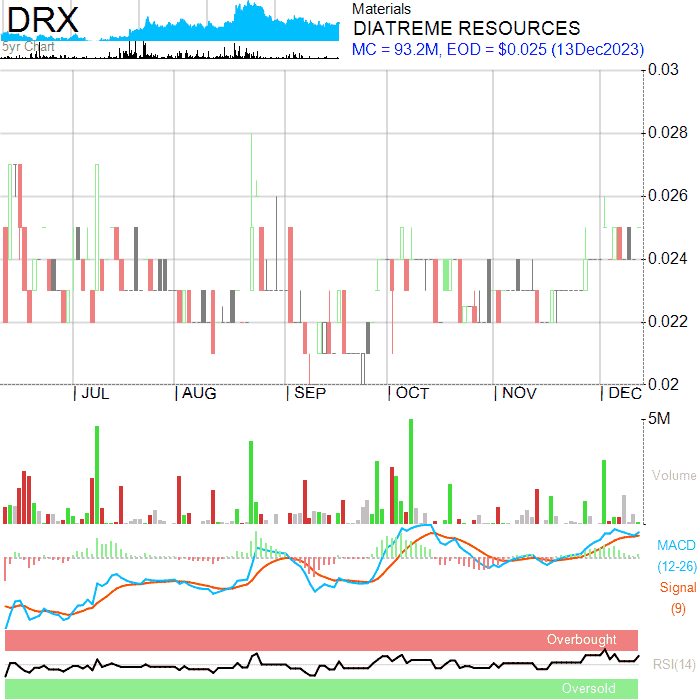 DRX
Materials
DIATREME RESOURCES
MC = 93.2M, EOD = $0.025 (13Dec2023)
5yr Chart
0.03
0.028
0.026
0.024
0.022
0.02
JUL
AUG
SEP
OCT
NOV
DEC
5M
Volume
MACD
(12-26)
Signal
(9)
Overbought
RSI(14)
Oversold